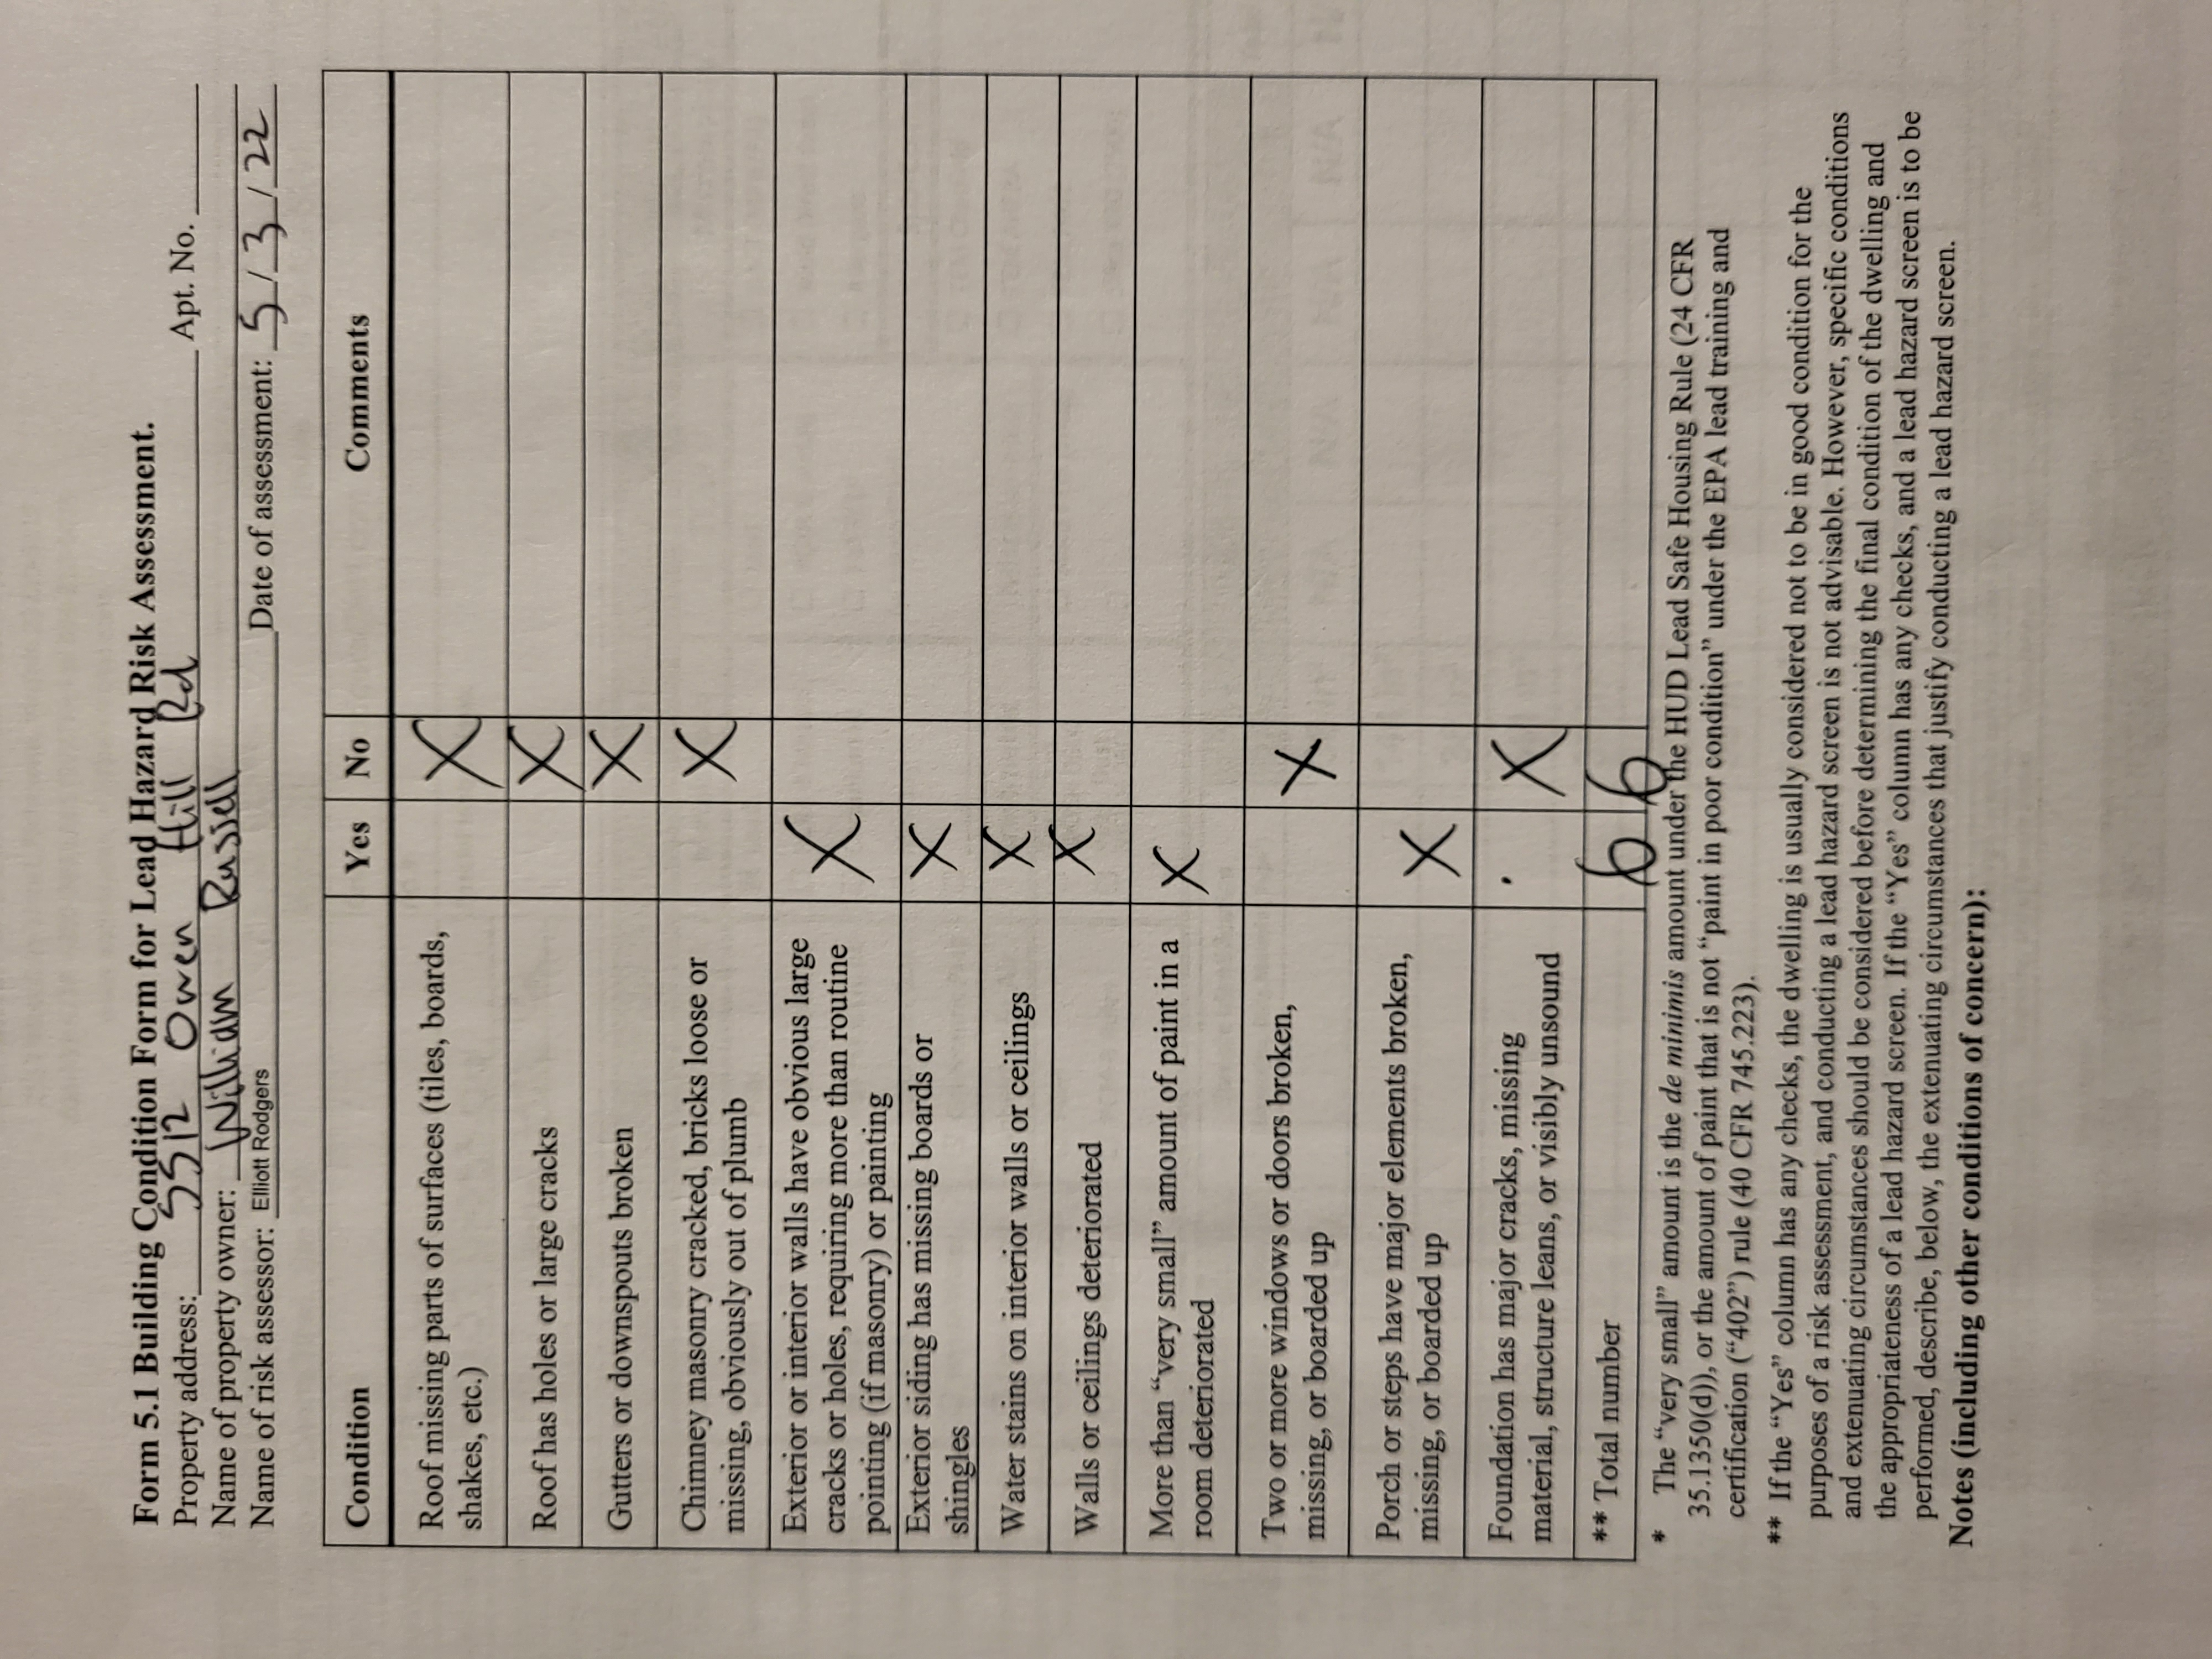 Form 5.1 Building Condition Form for Lead Hazard Risk Assessment.
Property address: 5512 Owen Hill Rd Apt. No.
Name of property owner: William Russell
Name of risk assessor: Elliott Rodgers Date of assessment: 5/3/22
Condition Yes No Comments
Roof missing parts of surfaces (tiles, boards, X
shakes, etc.)
Roof has holes or large cracks X
Gutters or downspouts broken X
Chimney masonry cracked, bricks loose or X
missing, obviously out of plumb
Exterior or interior walls have obvious large X
cracks or holes, requiring more than routine
pointing (if masonry) or painting
Exterior siding has missing boards or X
shingles
Water stains on interior walls or ceilings X
Walls or ceilings deteriorated X
More than “very small” amount of paint in a X
room deteriorated
Two or more windows or doors broken, X
missing, or boarded up
Porch or steps have major elements broken, X
missing, or boarded up
Foundation has major cracks, missing X
material, structure leans, or visibly unsound
** Total number 6 6
* The “very small” amount is the de minimis amount under the HUD Lead Safe Housing Rule (24 CFR
35.1350(d)), or the amount of paint that is not “paint in poor condition” under the EPA lead training and
certification (“402”) rule (40 CFR 745.223).
** If the “Yes” column has any checks, the dwelling is usually considered not to be in good condition for the
purposes of a risk assessment, and conducting a lead hazard screen is not advisable. However, specific conditions
and extenuating circumstances should be considered before determining the final condition of the dwelling and
the appropriateness of a lead hazard screen. If the “Yes” column has any checks, and a lead hazard screen is to be
performed, describe, below, the extenuating circumstances that justify conducting a lead hazard screen.
Notes (including other conditions of concern):